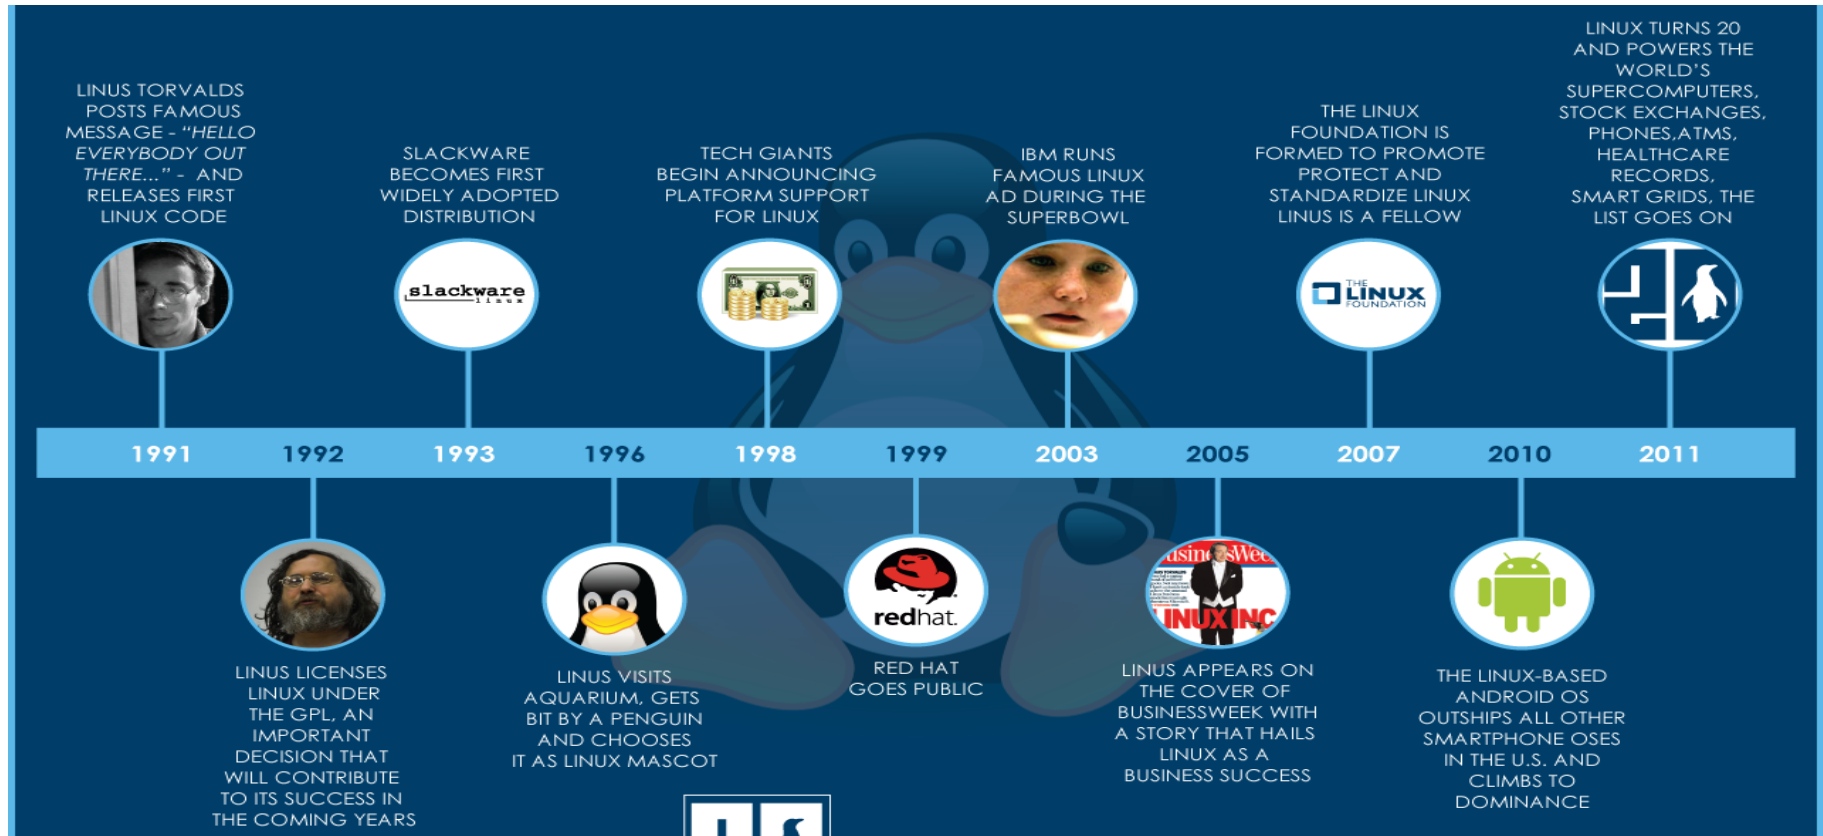 LINUS TORVALDS
POSTS FAMOUS
MESSAGE - “HELLO
EVERYBODY OUT
THERE...” - AND
RELEASES FIRST
LINUX CODE
SLACKWARE
BECOMES FIRST
WIDELY ADOPTED
DISTRIBUTION
slackware
linux
TECH GIANTS
BEGIN ANNOUNCING
PLATFORM SUPPORT
FOR LINUX
IBM RUNS
FAMOUS LINUX
AD DURING THE
SUPERBOWL
THE LINUX
FOUNDATION IS
FORMED TO PROMOTE
PROTECT AND
STANDARDIZE LINUX
LINUS IS A FELLOW
THE
LINUX
FOUNDATION
LINUX TURNS 20
AND POWERS THE
WORLD’S
SUPERCOMPUTERS,
STOCK EXCHANGES,
PHONES,ATMS,
HEALTHCARE
RECORDS,
SMART GRIDS, THE
LIST GOES ON
1991 1992 1993 1996 1998 1999 2003 2005 2007 2010 2011
LINUS LICENSES
LINUX UNDER
THE GPL, AN
IMPORTANT
DECISION THAT
WILL CONTRIBUTE
TO ITS SUCCESS IN
THE COMING YEARS
LINUS VISITS
AQUARIUM, GETS
BIT BY A PENGUIN
AND CHOOSES
IT AS LINUX MASCOT
redhat.
RED HAT
GOES PUBLIC
usinessWee
LINUX INC
LINUS APPEARS ON
THE COVER OF
BUSINESSWEEK WITH
A STORY THAT HAILS
LINUX AS A
BUSINESS SUCCESS
THE LINUX-BASED
ANDROID OS
OUTSHIPS ALL OTHER
SMARTPHONE OSES
IN THE U.S. AND
CLIMBS TO
DOMINANCE